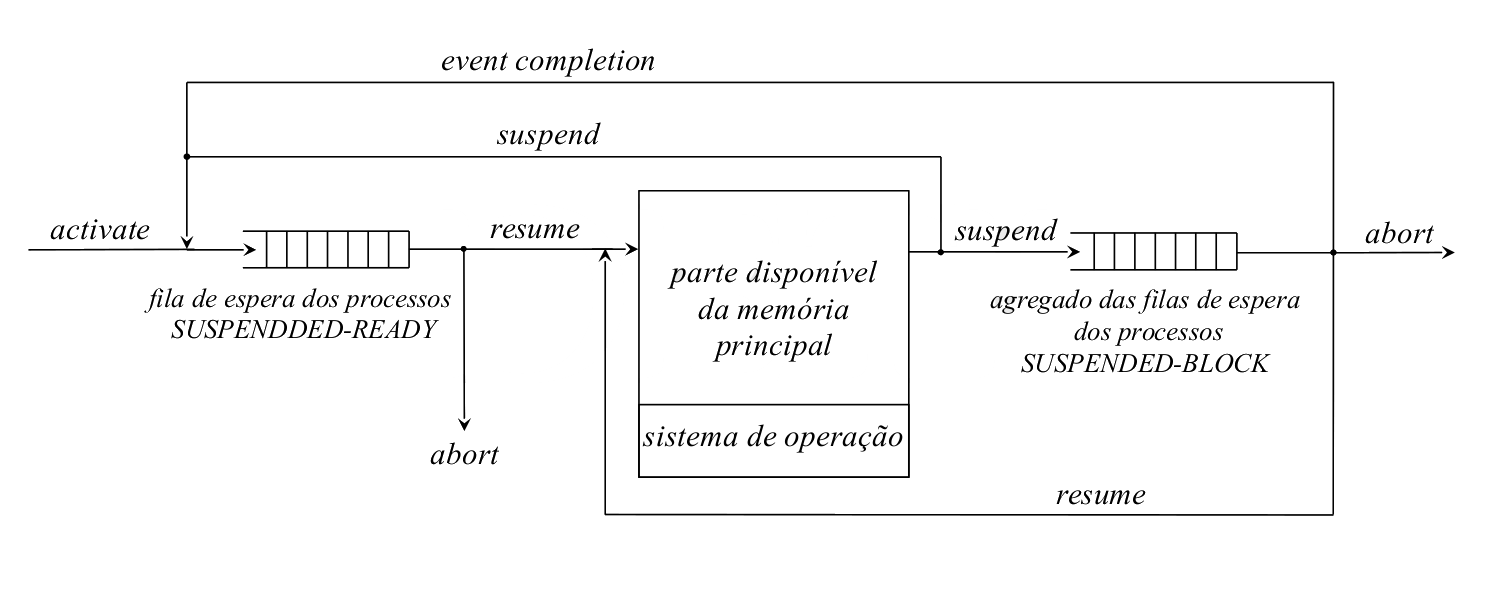 event completion
suspend
activate
resume
suspend
abort
fila de espera dos processos
SUSPENDDED-READY
parte disponível
da memória
principal
agregado das filas de espera
dos processos
SUSPENDED-BLOCK
sistema de operação
abort
resume